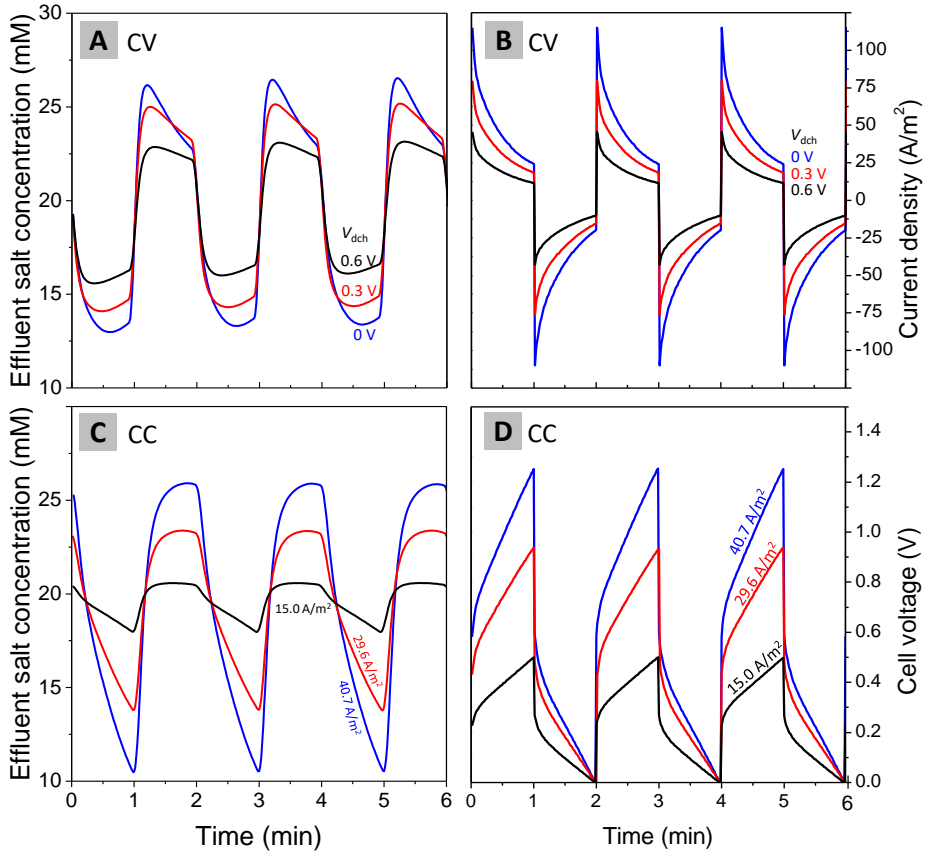 A CV
Effluent salt concentration (mM)
30
25
20
15
10
V_dch
0.6 V
0.3 V
0 V
B CV
V_dch
0 V
0.3 V
0.6 V
100
75
50
25
0
-25
-50
-75
-100
Current density (A/m²)
C CC
Effluent salt concentration (mM)
25
20
15
10
15.0 A/m²
29.6 A/m²
40.7 A/m²
0 1 2 3 4 5 6
Time (min)
D CC
40.7 A/m²
29.6 A/m²
15.0 A/m²
1.4
1.2
1.0
0.8
0.6
0.4
0.2
0.0
Cell voltage (V)
0 1 2 3 4 5 6
Time (min)